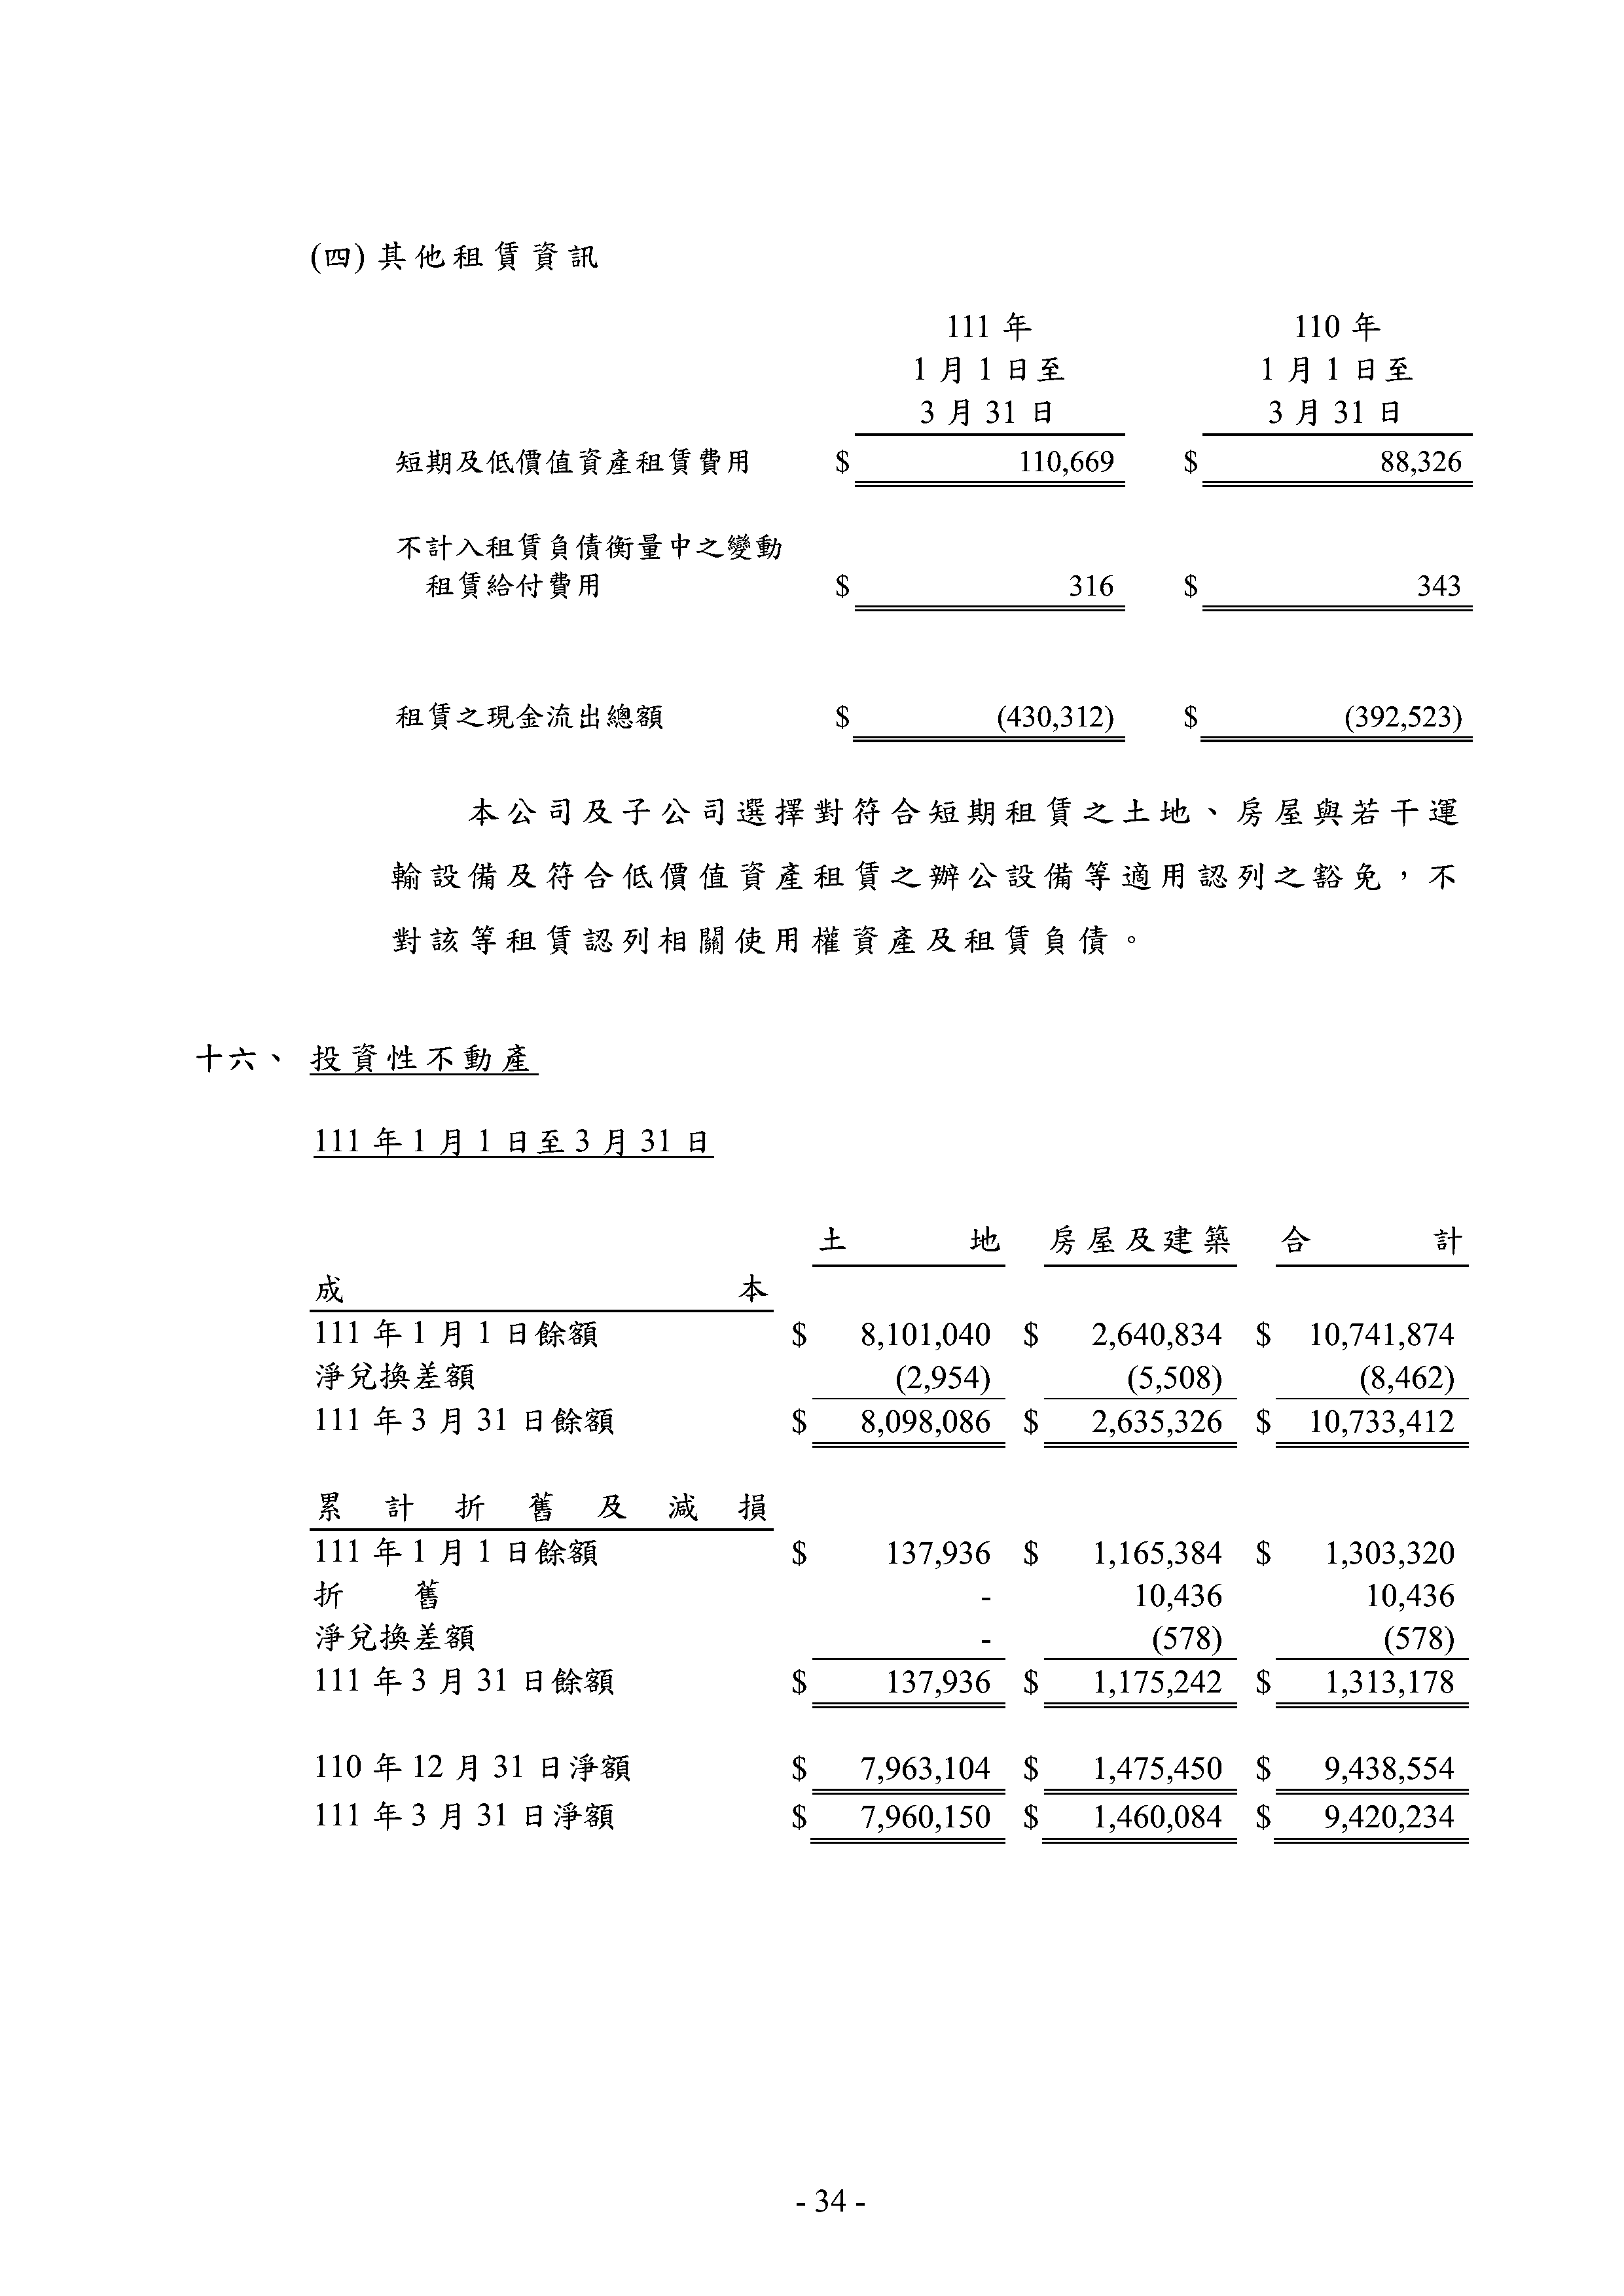 (四) 其他租賃資訊
111 年 110 年
1 月 1 日至 1 月 1 日至
3 月 31 日 3 月 31 日
短期及低價值資產租賃費用 $ 110,669 $ 88,326
不計入租賃負債衡量中之變動
租賃給付費用 $ 316 $ 343
租賃之現金流出總額 $ (430,312) $ (392,523)
本公司及子公司選擇對符合短期租賃之土地、房屋與若干運
輸設備及符合低價值資產租賃之辦公設備等適用認列之豁免，不
對該等租賃認列相關使用權資產及租賃負債。
十六、 投資性不動產
111 年 1 月 1 日至 3 月 31 日
土地 房屋及建築 合計
成本
111 年 1 月 1 日餘額 $ 8,101,040 $ 2,640,834 $ 10,741,874
淨兌換差額 (2,954) (5,508) (8,462)
111 年 3 月 31 日餘額 $ 8,098,086 $ 2,635,326 $ 10,733,412
累計折舊及減損
111 年 1 月 1 日餘額 $ 137,936 $ 1,165,384 $ 1,303,320
折舊 - 10,436 10,436
淨兌換差額 - (578) (578)
111 年 3 月 31 日餘額 $ 137,936 $ 1,175,242 $ 1,313,178
110 年 12 月 31 日淨額 $ 7,963,104 $ 1,475,450 $ 9,438,554
111 年 3 月 31 日淨額 $ 7,960,150 $ 1,460,084 $ 9,420,234
- 34 -